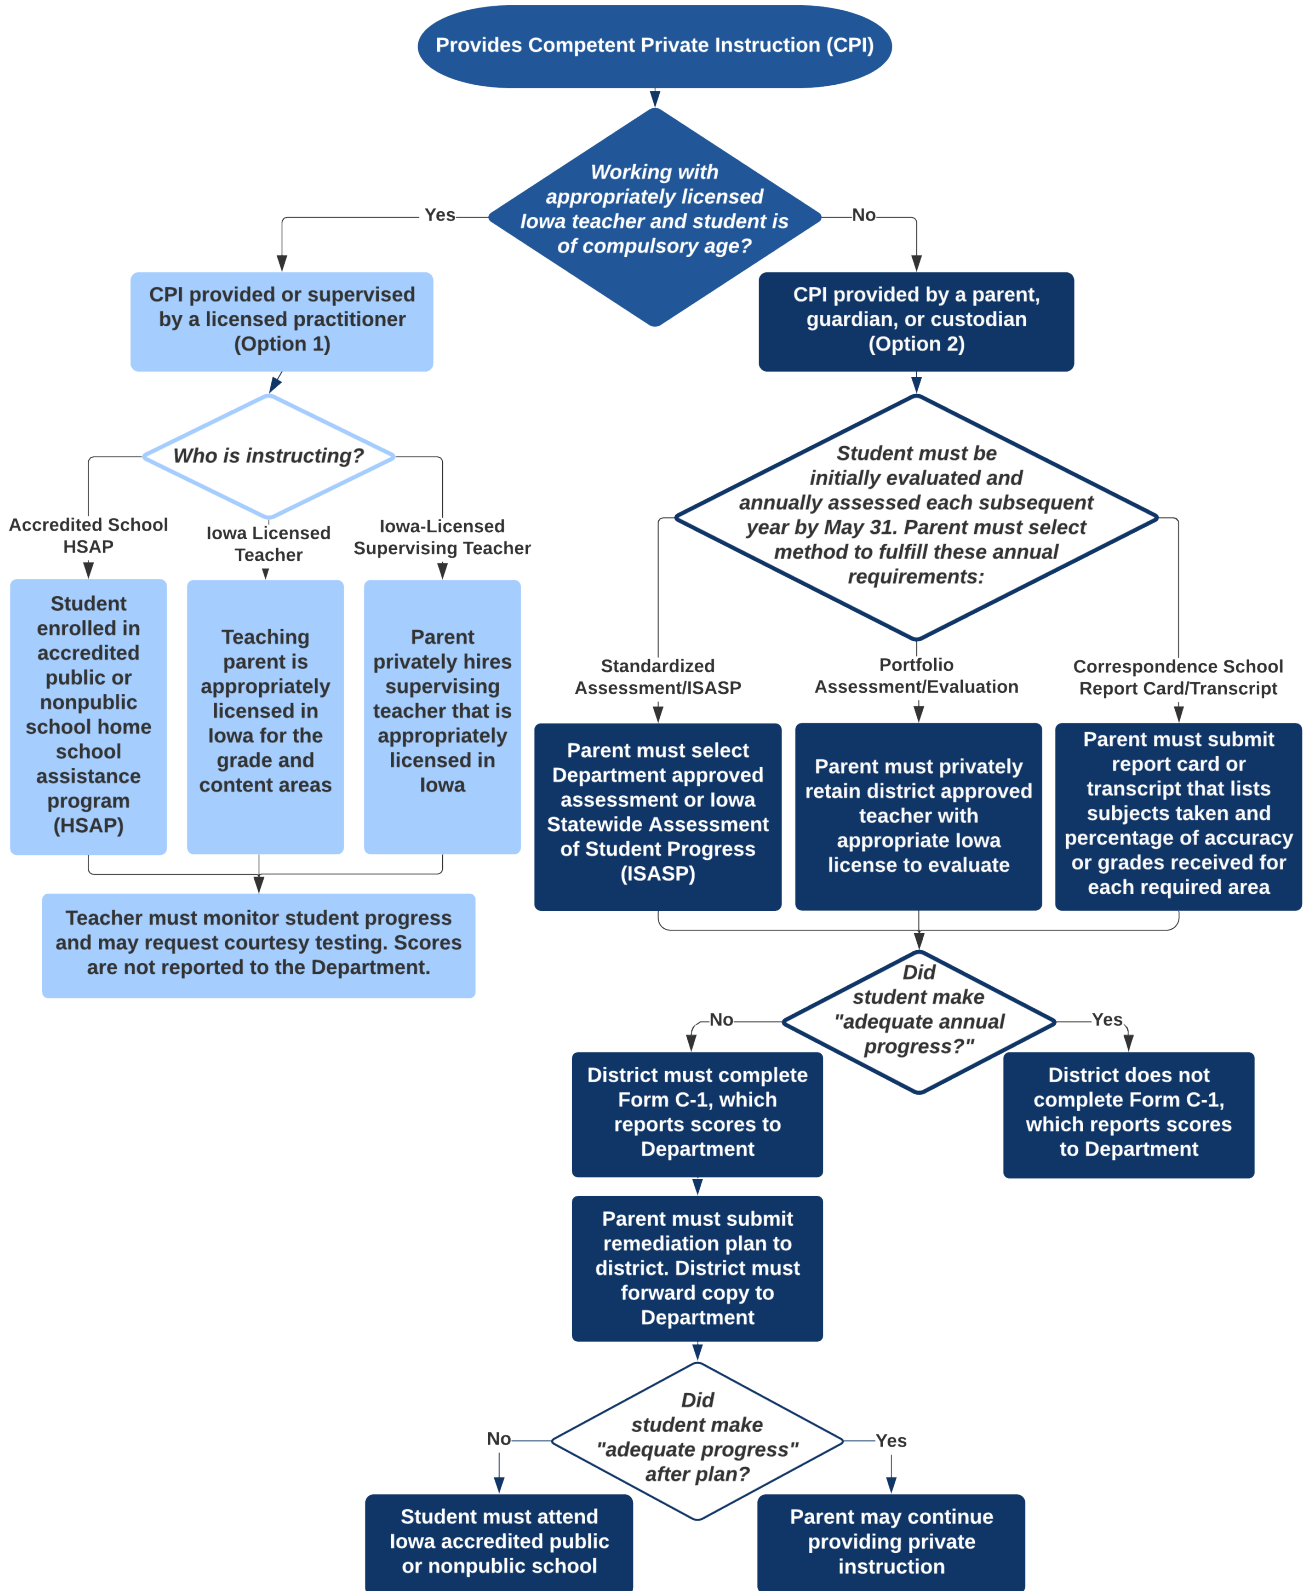 Provides Competent Private Instruction (CPI)
Working with
appropriately licensed
Iowa teacher and student is
of compulsory age?
Yes
No
CPI provided or supervised
by a licensed practitioner
(Option 1)
CPI provided by a parent,
guardian, or custodian
(Option 2)
Who is instructing?
Accredited School
HSAP
Iowa Licensed
Teacher
Iowa-Licensed
Supervising Teacher
Student
enrolled in
accredited
public or
nonpublic
school home
school
assistance
program
(HSAP)
Teaching
parent is
appropriately
licensed in
Iowa for the
grade and
content areas
Parent
privately hires
supervising
teacher that is
appropriately
licensed in
Iowa
Teacher must monitor student progress
and may request courtesy testing. Scores
are not reported to the Department.
Student must be
initially evaluated and
annually assessed each subsequent
year by May 31. Parent must select
method to fulfill these annual
requirements:
Standardized
Assessment/ISASP
Portfolio
Assessment/Evaluation
Correspondence School
Report Card/Transcript
Parent must select
Department approved
assessment or Iowa
Statewide Assessment
of Student Progress
(ISASP)
Parent must privately
retain district approved
teacher with
appropriate Iowa
license to evaluate
Parent must submit
report card or
transcript that lists
subjects taken and
percentage of accuracy
or grades received for
each required area
Did
student make
"adequate annual
progress?"
No
Yes
District must complete
Form C-1, which
reports scores to
Department
District does not
complete Form C-1,
which reports scores
to Department
Parent must submit
remediation plan to
district. District must
forward copy to
Department
Did
student make
"adequate progress"
after plan?
No
Yes
Student must attend
Iowa accredited public
or nonpublic school
Parent may continue
providing private
instruction